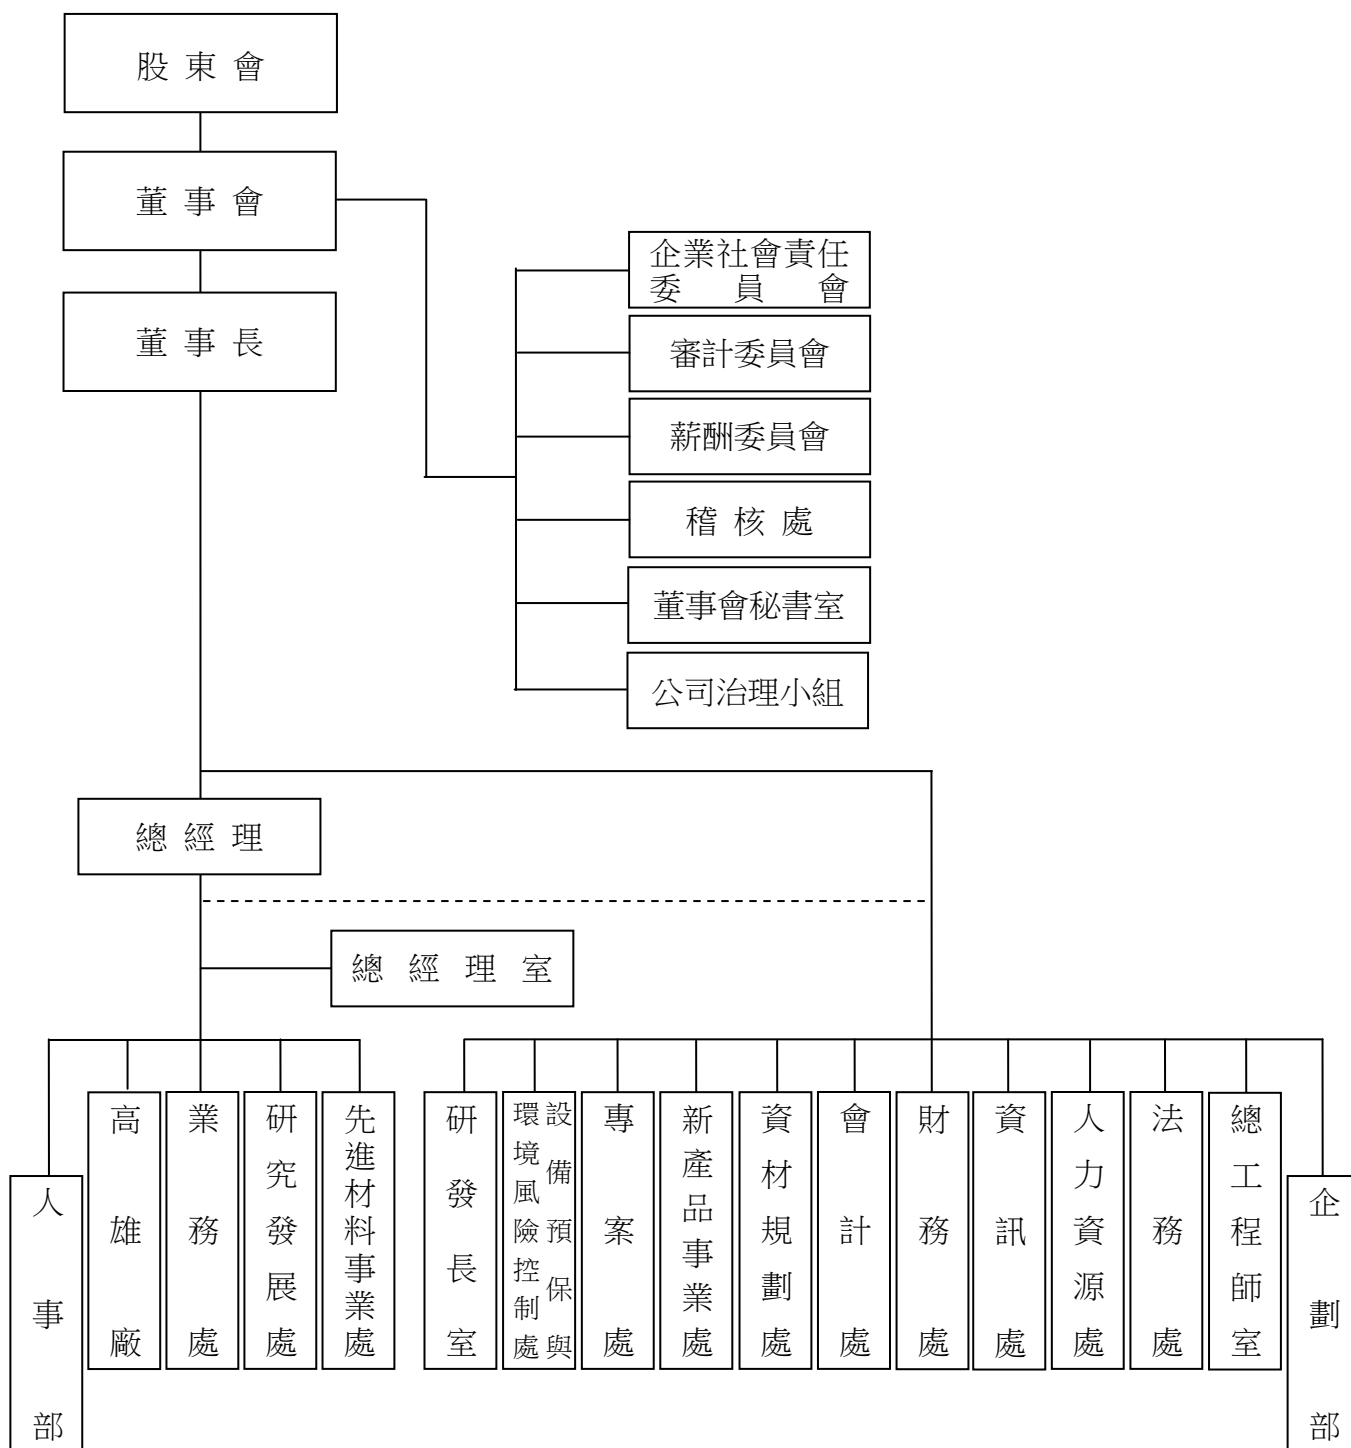 股東會
董事會
董事長
企業社會責任
委員會
審計委員會
薪酬委員會
稽核處
董事會秘書室
公司治理小組
總經理
總經理室
人事部
高雄廠
業務處
研究發展處
先進材料事業處
研發長室
設備預保與
環境風險控制處
專案處
新產品事業處
資材規劃處
會計處
財務處
資訊處
人力資源處
法務處
總工程師室
企劃部